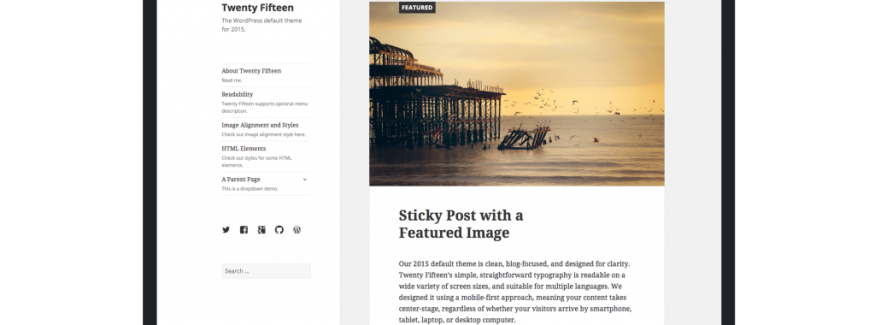 Twenty Fifteen
The WordPress default theme
for 2015.
About Twenty Fifteen
Read me.
Readability
Twenty Fifteen supports optional menu
description.
Image Alignment and Styles
Check out image alignment style here.
HTML Elements
Check out styles for some HTML
elements.
A Parent Page
This is a dropdown demo.
Search ...
FEATURED
Sticky Post with a
Featured Image
Our 2015 default theme is clean, blog-focused, and designed for clarity.
Twenty Fifteen's simple, straightforward typography is readable on a
wide variety of screen sizes, and suitable for multiple languages. We
designed it using a mobile-first approach, meaning your content takes
center-stage, regardless of whether your visitors arrive by smartphone,
tablet, laptop, or desktop computer.